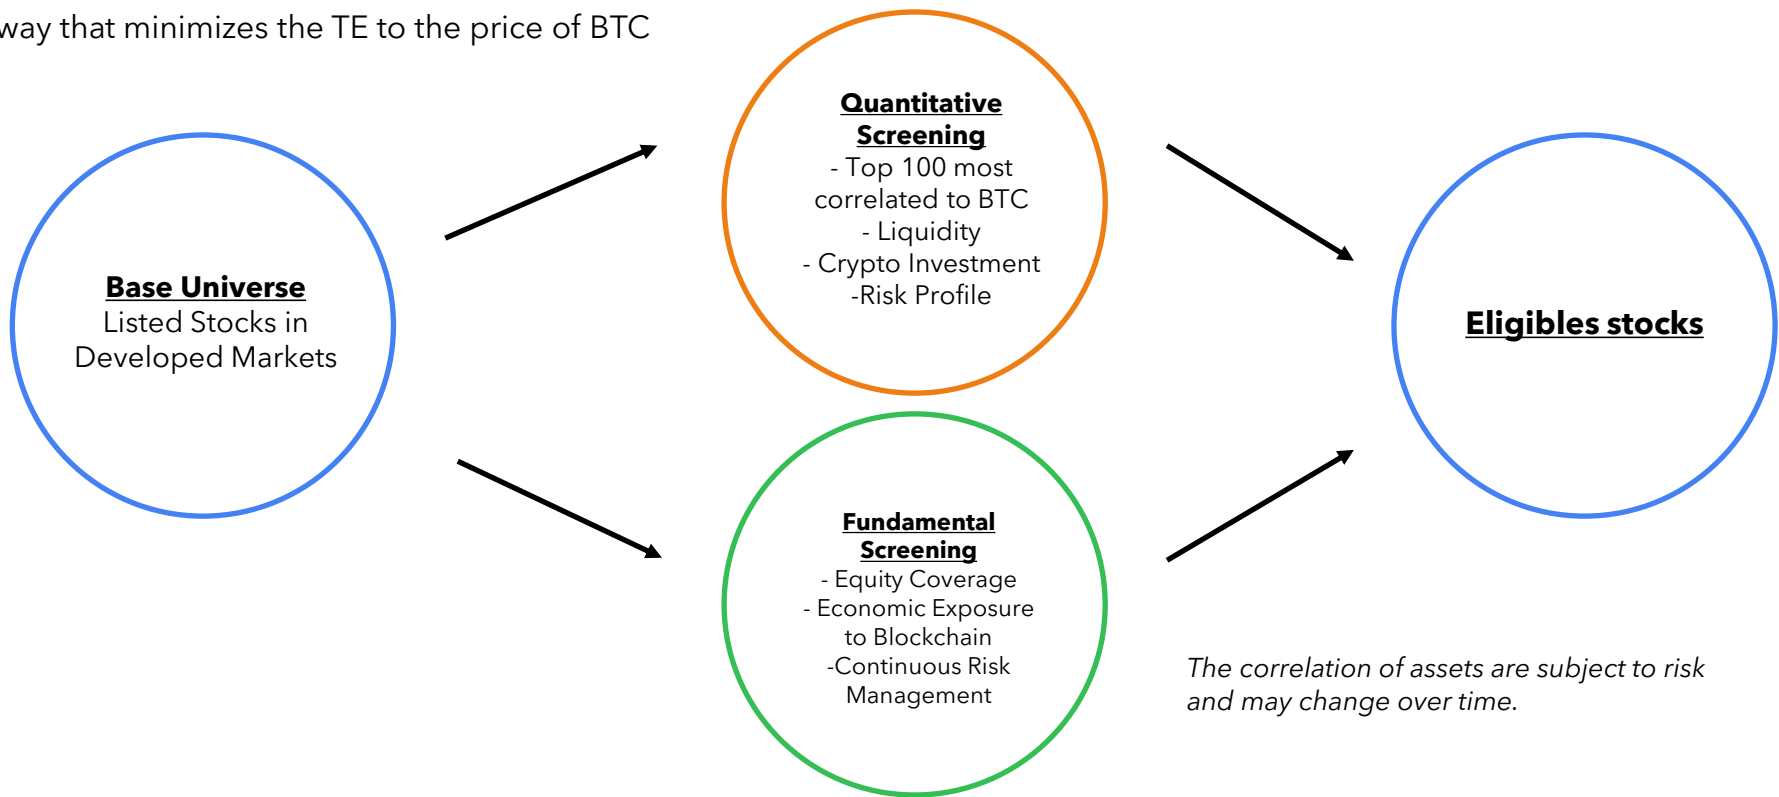 way that minimizes the TE to the price of BTC
Base Universe
Listed Stocks in
Developed Markets
Quantitative
Screening
- Top 100 most
correlated to BTC
- Liquidity
- Crypto Investment
-Risk Profile
Fundamental
Screening
- Equity Coverage
- Economic Exposure
to Blockchain
-Continuous Risk
Management
Eligibles stocks
The correlation of assets are subject to risk
and may change over time.